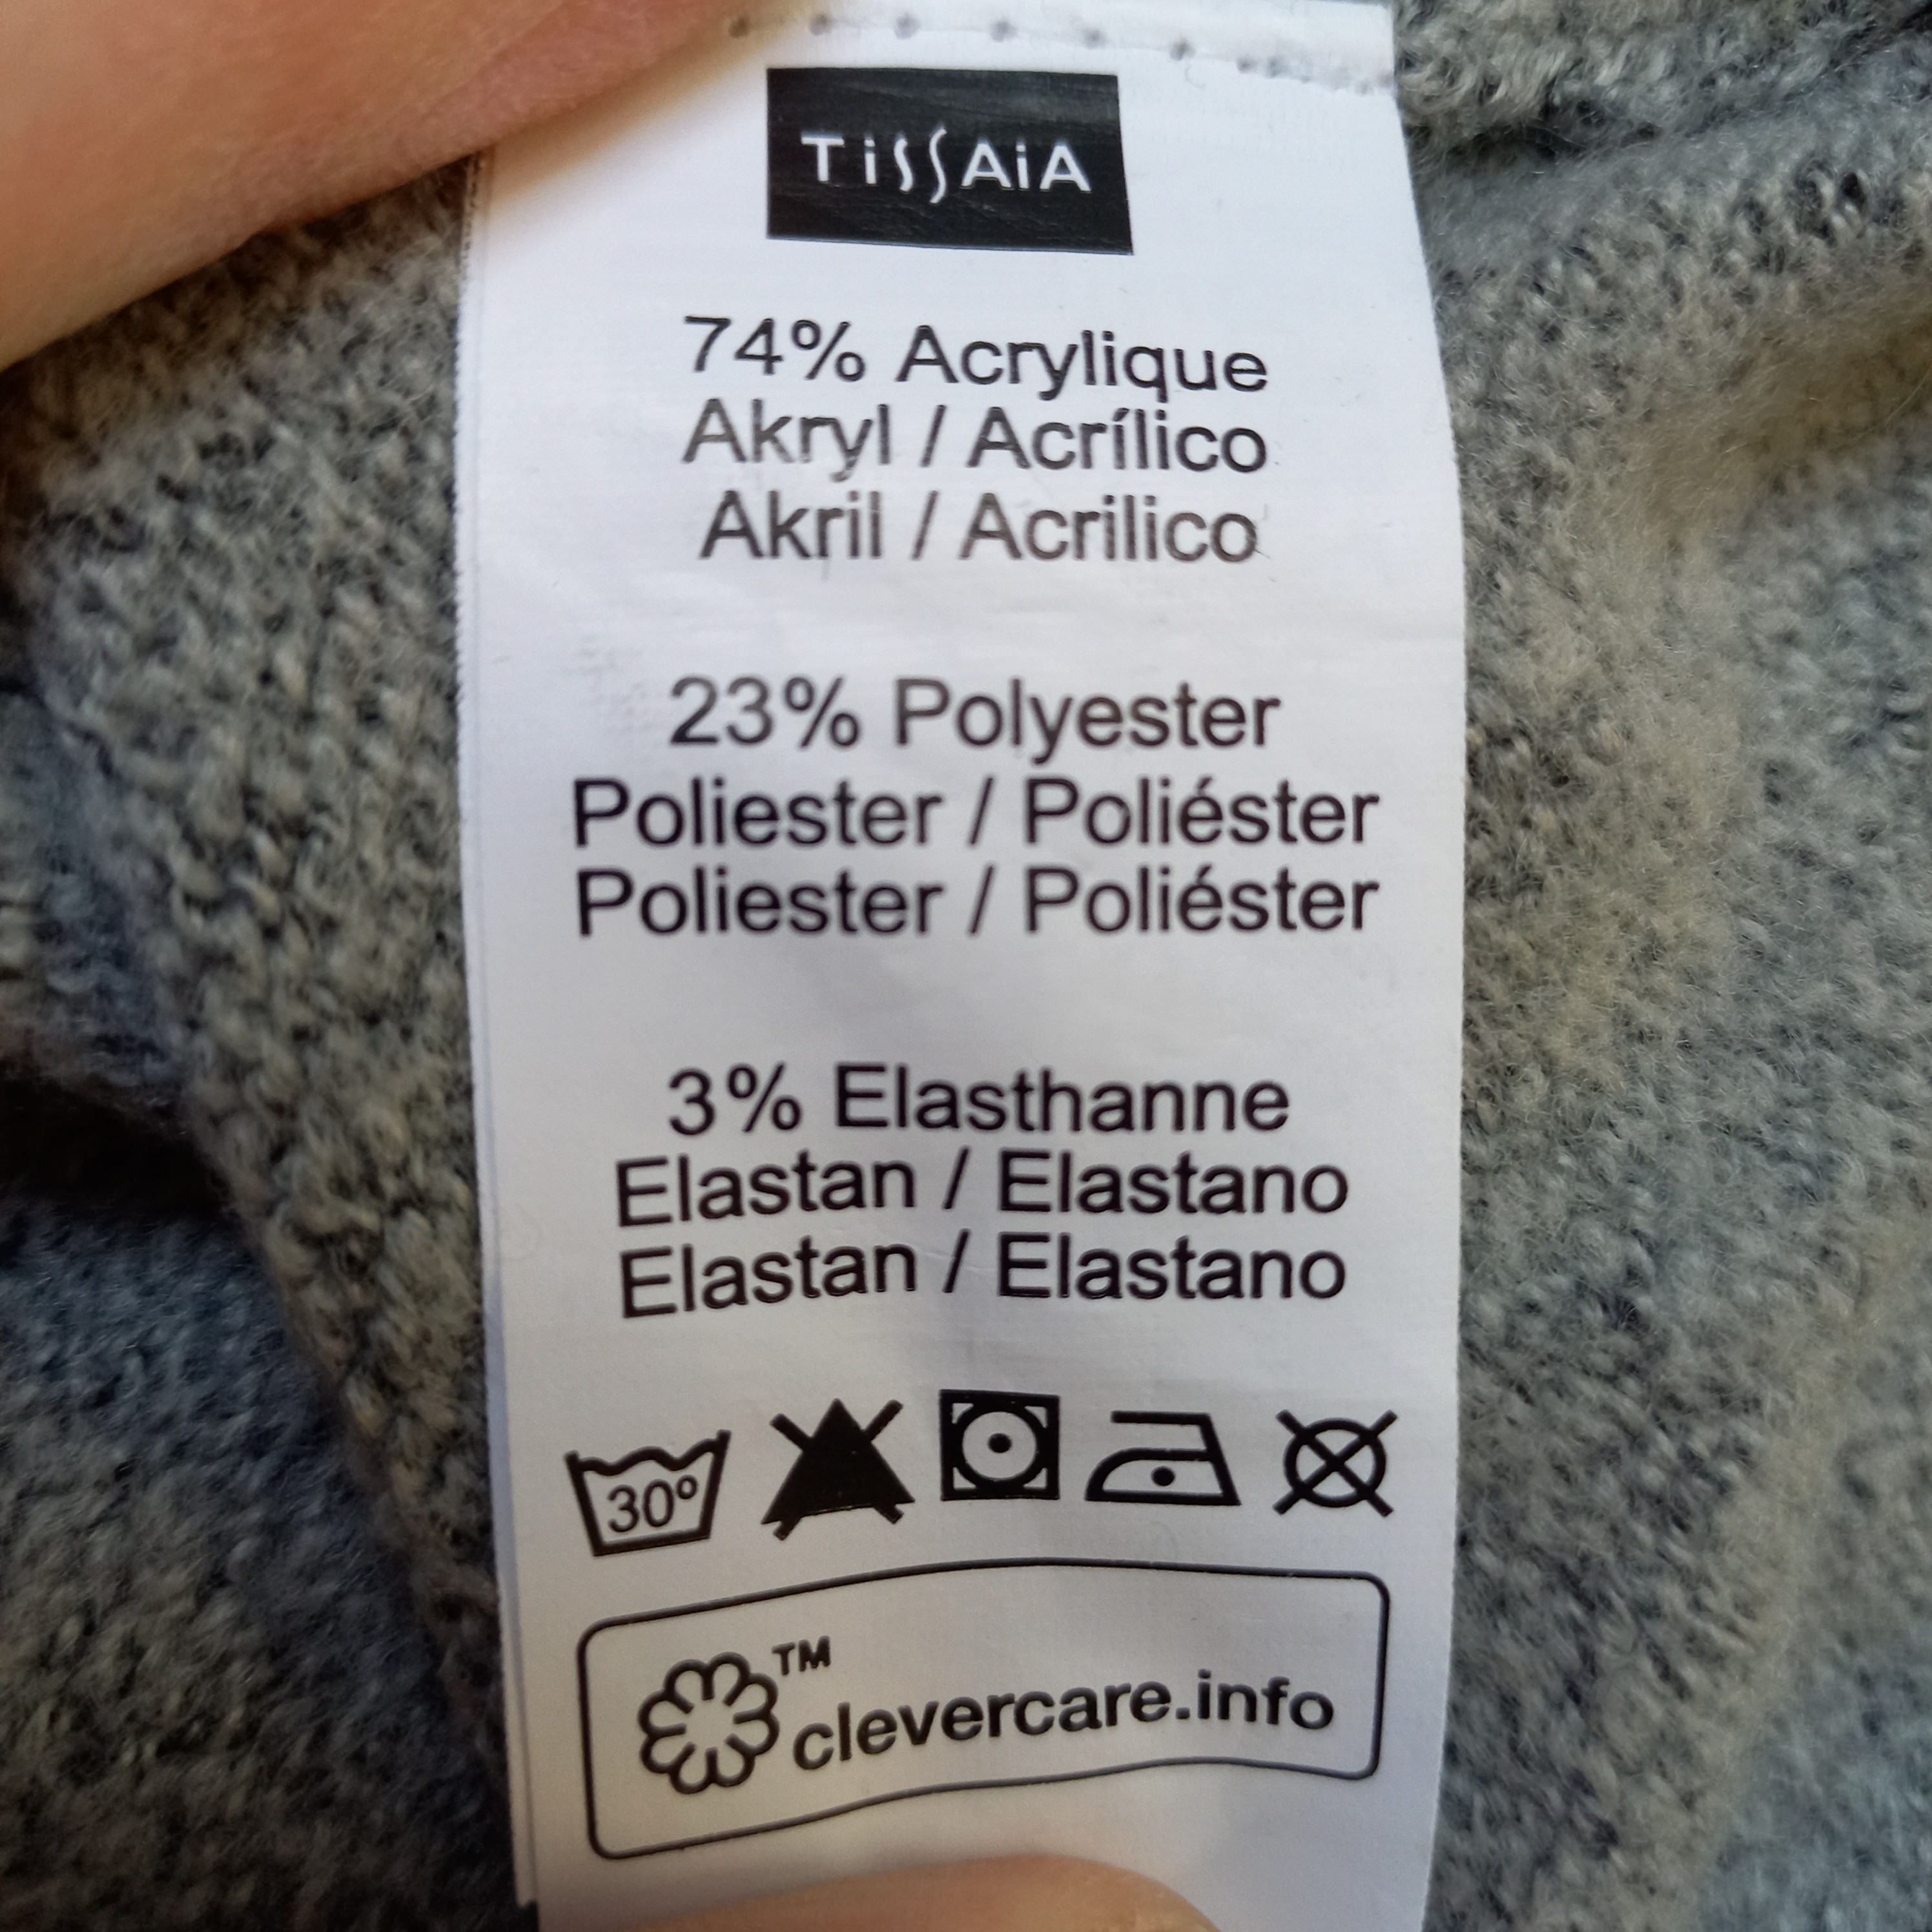 TiSSAiA
74% Acrylique
Akryl / Acrílico
Akril / Acrilico
23% Polyester
Poliester / Poliéster
Poliester / Poliéster
3% Elasthanne
Elastan / Elastano
Elastan / Elastano
30°
TM
clevercare.info